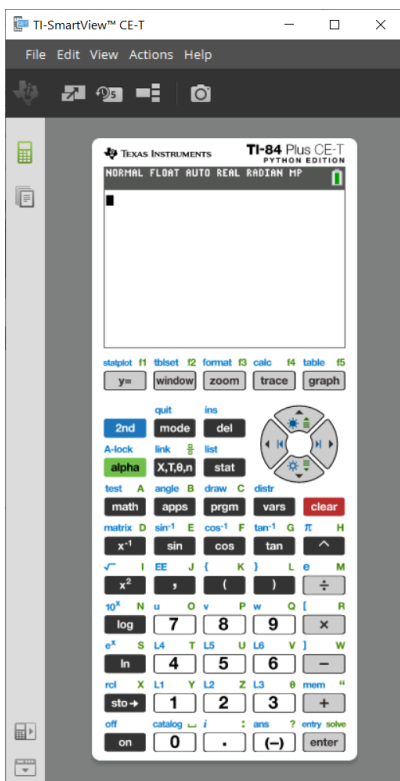 TI-SmartView™ CE-T
File Edit View Actions Help
TEXAS INSTRUMENTS TI-84 Plus CE-T
PYTHON EDITION
NORMAL FLOAT AUTO REAL RADIAN MP
statplot f1 tblset f2 format f3 calc f4 table f5
y= window zoom trace graph
quit ins
2nd mode del
A-lock link list
alpha X,T,θ,n stat
test A angle B draw C distr
math apps prgm vars clear
matrix D sin⁻¹ E cos⁻¹ F tan⁻¹ G π H
x⁻¹ sin cos tan ^
√ I EE J { K } L e M
x² , ( ) ÷
10ˣ N u O v P w Q [ R
log 7 8 9 ×
eˣ S L4 T L5 U L6 V ] W
ln 4 5 6 −
rcl X L1 Y L2 Z L3 θ mem “
sto→ 1 2 3 +
off catalog i : ans ? entry solve
on 0 . (−) enter